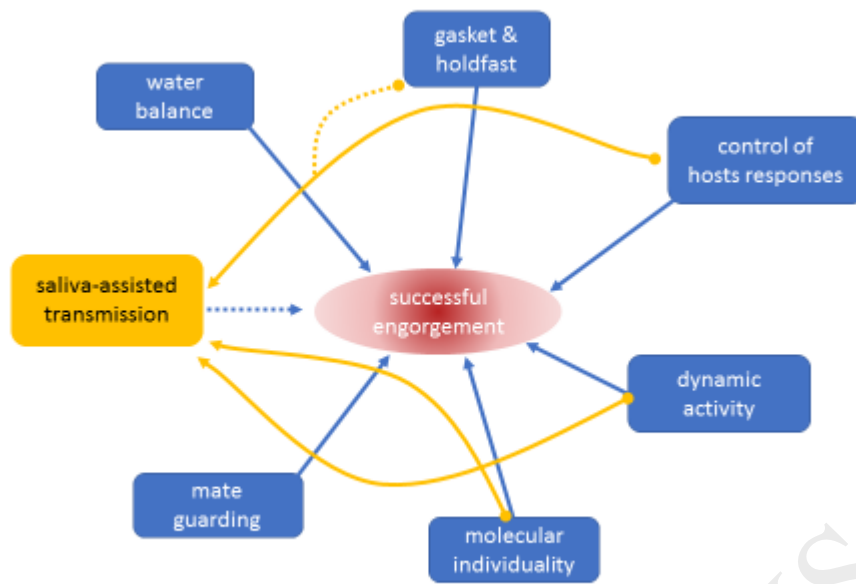 gasket &
holdfast
water
balance
control of
hosts responses
saliva-assisted
transmission
successful
engorgement
dynamic
activity
mate
guarding
molecular
individuality